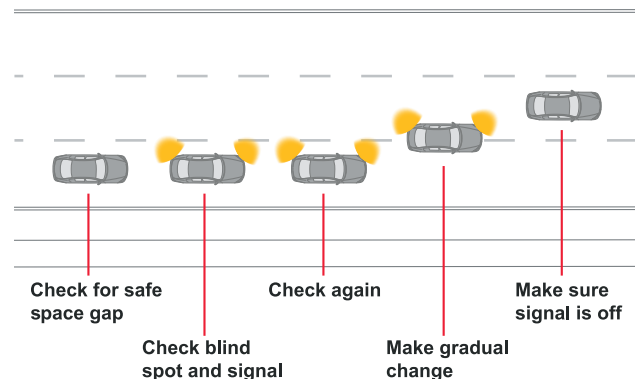 Check for safe
space gap
Check blind
spot and signal
Check again
Make gradual
change
Make sure
signal is off